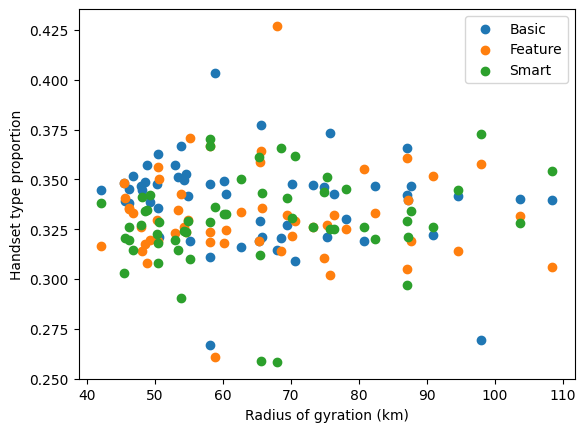 Basic
Feature
Smart
Handset type proportion
0.425
0.400
0.375
0.350
0.325
0.300
0.275
0.250
40 50 60 70 80 90 100 110
Radius of gyration (km)